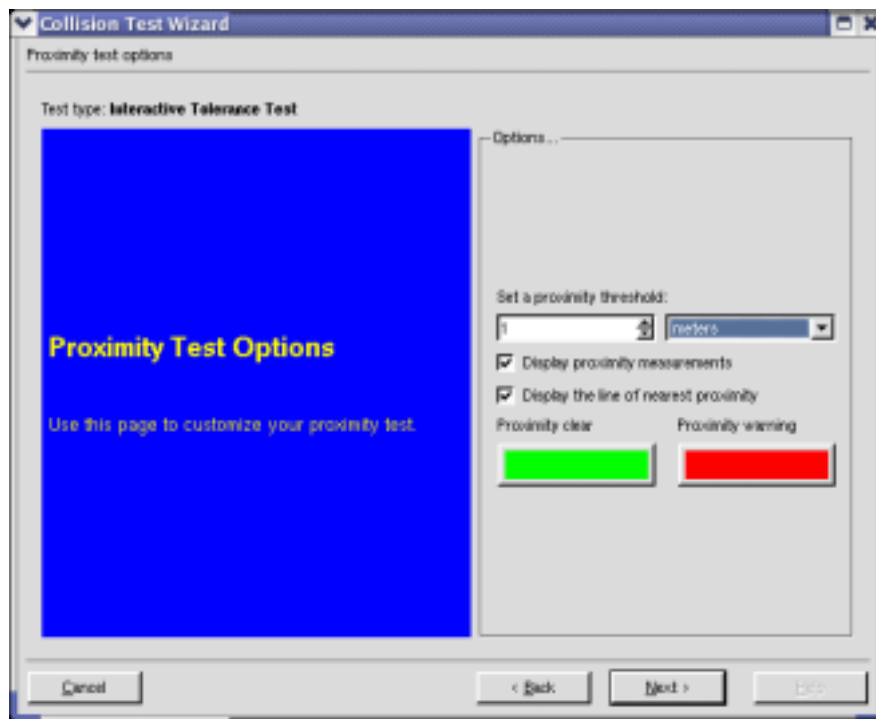 Collision Test Wizard
Proximity test options
Test type: Interactive Tolerance Test
Options...
Proximity Test Options
Use this page to customize your proximity test.
Set a proximity threshold:
1 meters
Display proximity measurements
Display the line of nearest proximity
Proximity clear Proximity warning
Cancel < Back Next > Help